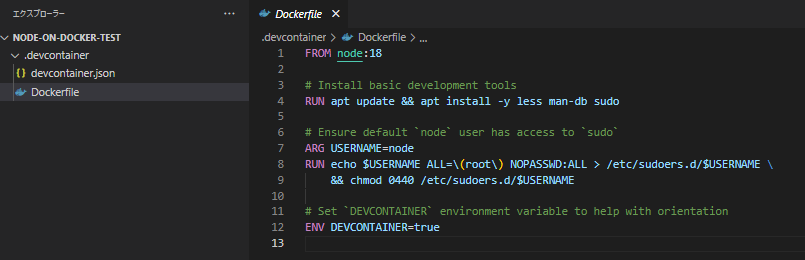 エクスプローラー
NODE-ON-DOCKER-TEST
.devcontainer
{} devcontainer.json
Dockerfile
Dockerfile
.devcontainer > Dockerfile > ...
1 FROM node:18
2
3 # Install basic development tools
4 RUN apt update && apt install -y less man-db sudo
5
6 # Ensure default `node` user has access to `sudo`
7 ARG USERNAME=node
8 RUN echo $USERNAME ALL=\(root\) NOPASSWD:ALL > /etc/sudoers.d/$USERNAME \
9 && chmod 0440 /etc/sudoers.d/$USERNAME
10
11 # Set `DEVCONTAINER` environment variable to help with orientation
12 ENV DEVCONTAINER=true
13